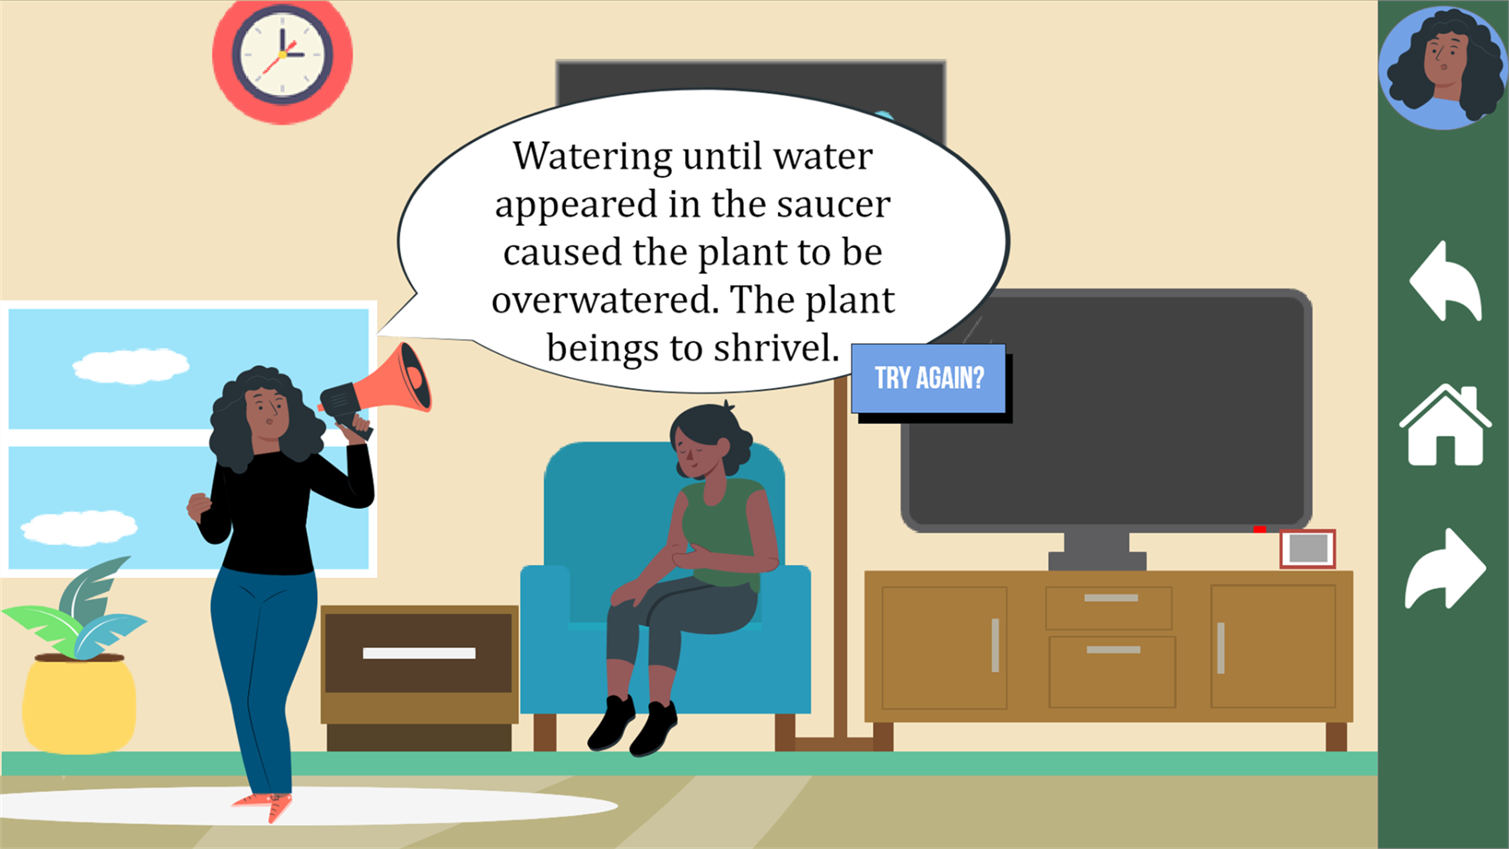 Watering until water
appeared in the saucer
caused the plant to be
overwatered. The plant
beings to shrivel.
TRY AGAIN?